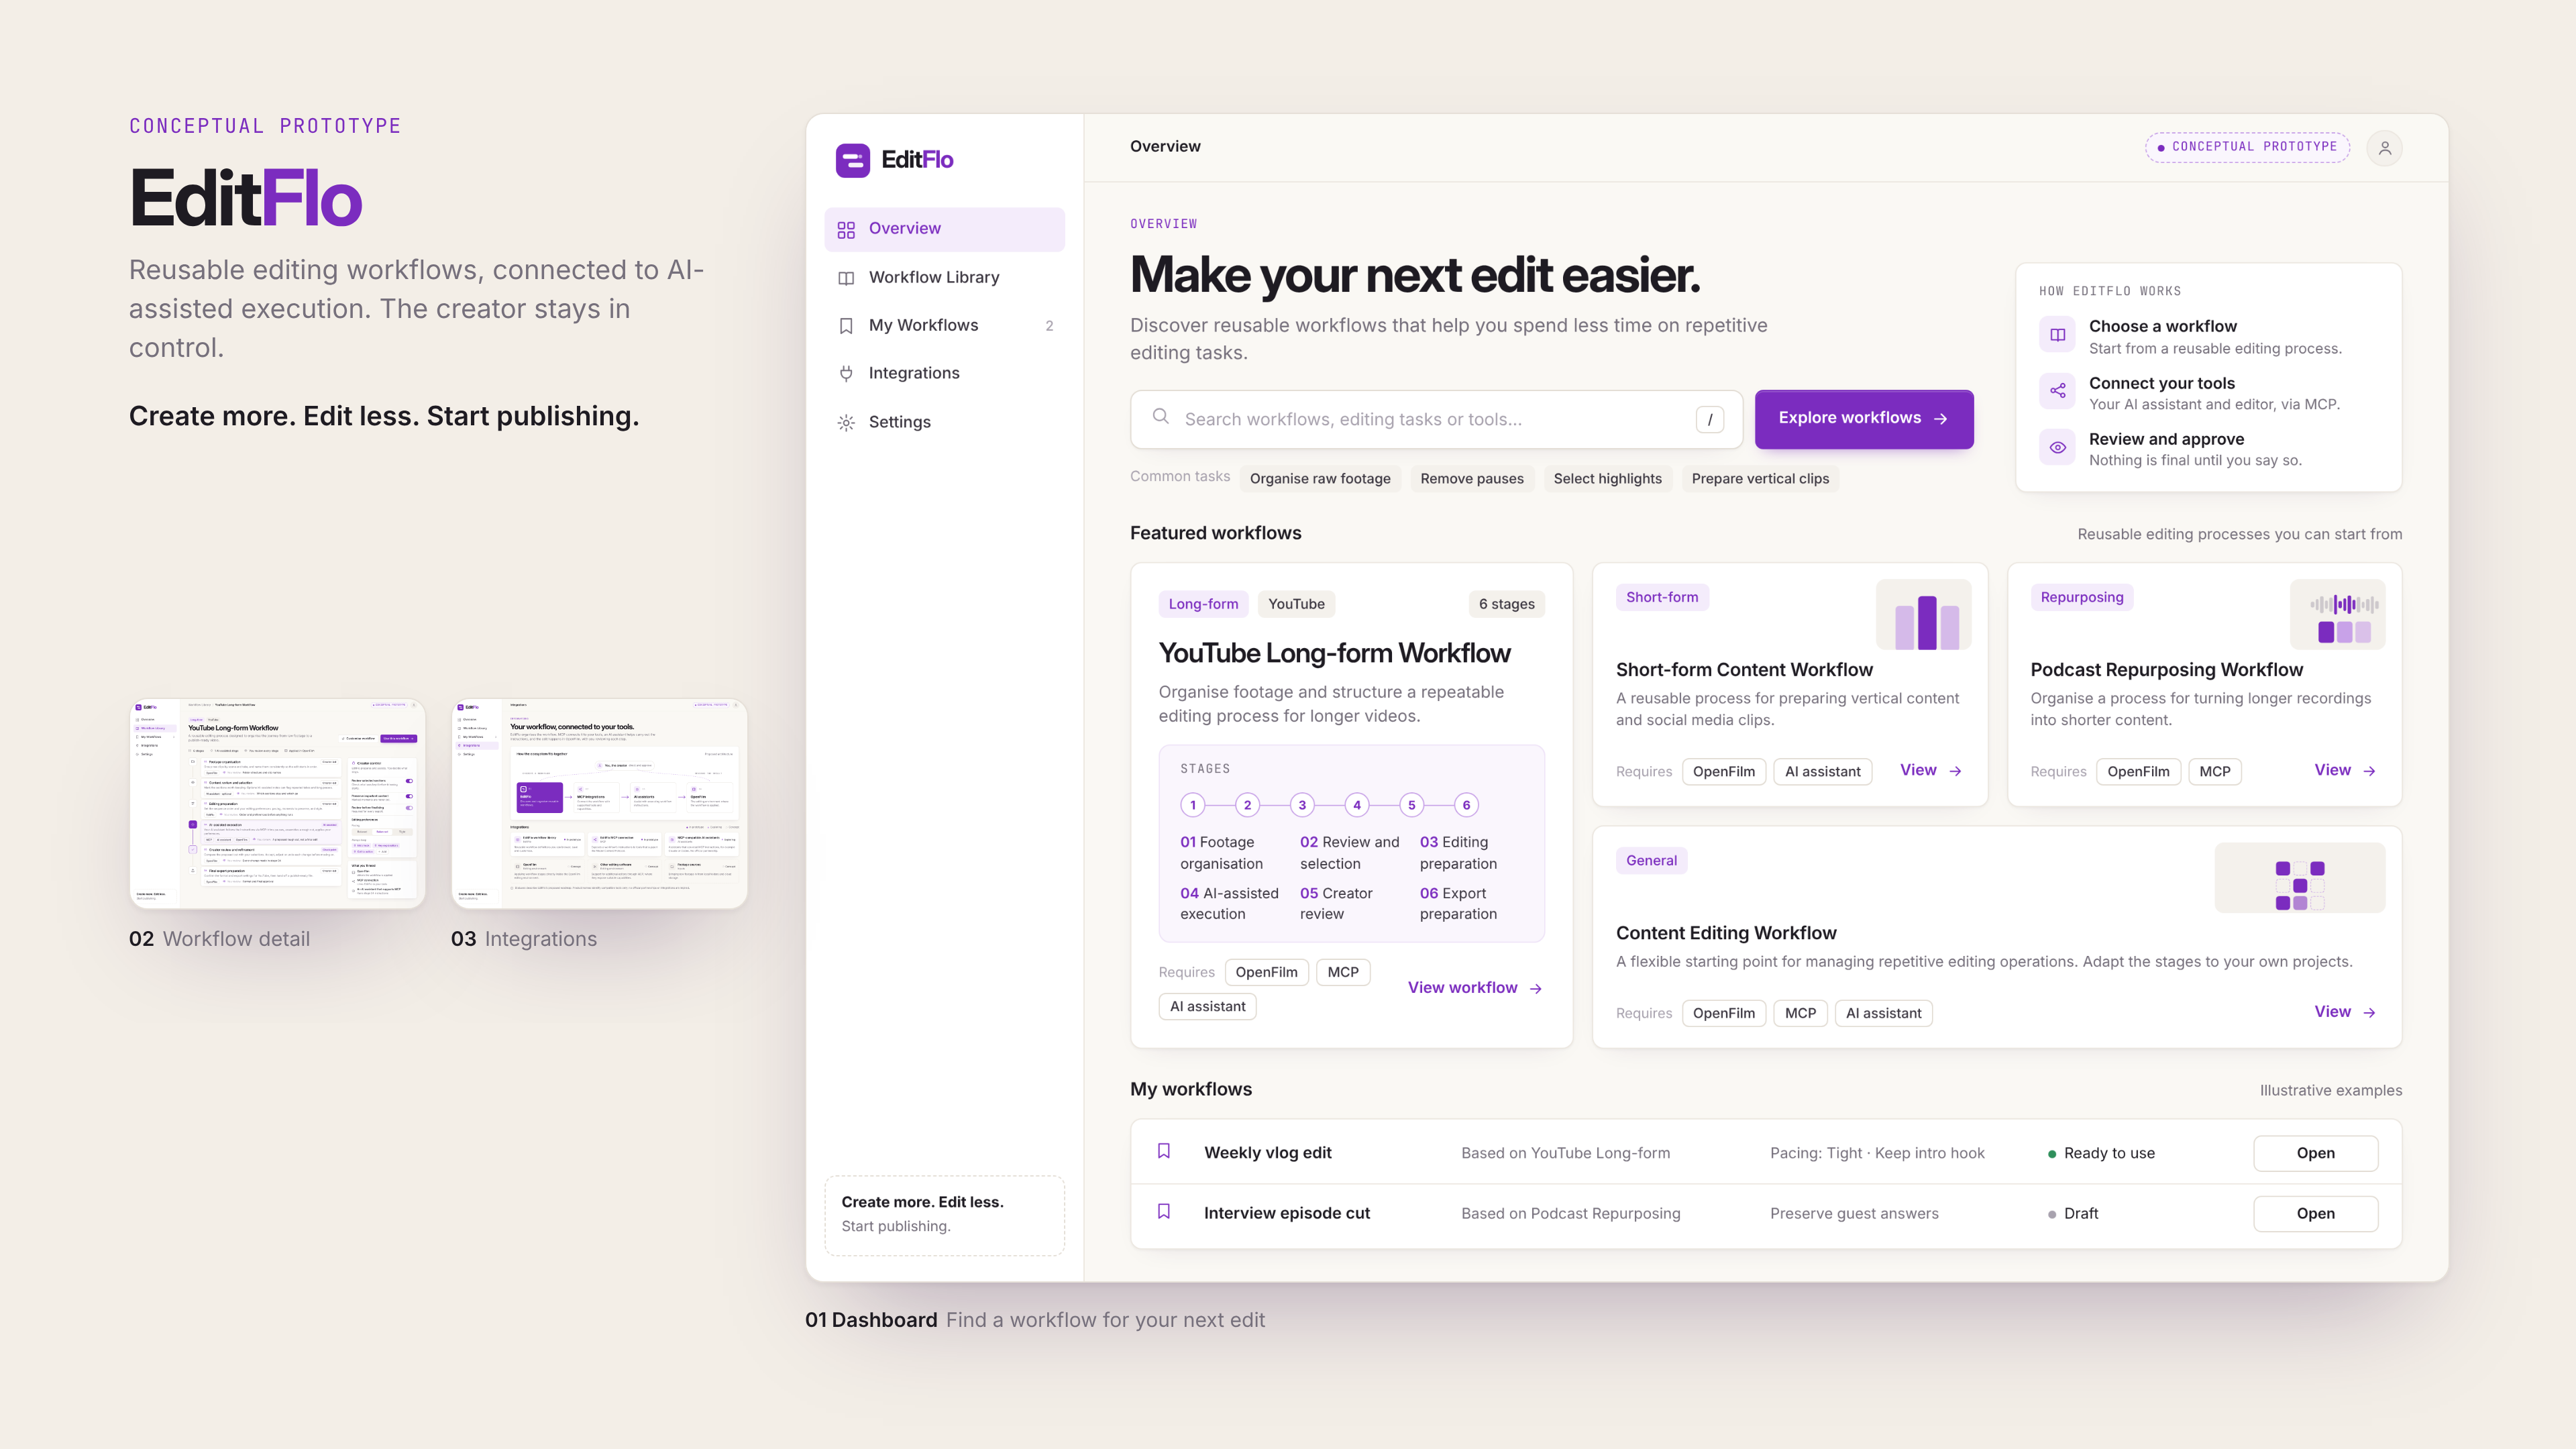 CONCEPTUAL PROTOTYPE
EditFlo
Reusable editing workflows, connected to AI-
assisted execution. The creator stays in
control.
Create more. Edit less. Start publishing.
YouTube Long-form Workflow
Your workflow, connected to your tools.
02 Workflow detail
03 Integrations
EditFlo
Overview
Workflow Library
My Workflows 2
Integrations
Settings
Create more. Edit less.
Start publishing.
Overview
CONCEPTUAL PROTOTYPE
OVERVIEW
Make your next edit easier.
Discover reusable workflows that help you spend less time on repetitive
editing tasks.
Search workflows, editing tasks or tools... /
Explore workflows →
Common tasks Organise raw footage Remove pauses Select highlights Prepare vertical clips
HOW EDITFLO WORKS
Choose a workflow
Start from a reusable editing process.
Connect your tools
Your AI assistant and editor, via MCP.
Review and approve
Nothing is final until you say so.
Featured workflows
Reusable editing processes you can start from
Long-form YouTube 6 stages
YouTube Long-form Workflow
Organise footage and structure a repeatable
editing process for longer videos.
STAGES
1 2 3 4 5 6
01 Footage organisation
02 Review and selection
03 Editing preparation
04 AI-assisted execution
05 Creator review
06 Export preparation
Requires OpenFilm MCP
AI assistant
View workflow →
Short-form
Short-form Content Workflow
A reusable process for preparing vertical content
and social media clips.
Requires OpenFilm AI assistant View →
Repurposing
Podcast Repurposing Workflow
Organise a process for turning longer recordings
into shorter content.
Requires OpenFilm MCP View →
General
Content Editing Workflow
A flexible starting point for managing repetitive editing operations. Adapt the stages to your own projects.
Requires OpenFilm MCP AI assistant View →
My workflows
Illustrative examples
Weekly vlog edit Based on YouTube Long-form Pacing: Tight · Keep intro hook Ready to use Open
Interview episode cut Based on Podcast Repurposing Preserve guest answers Draft Open
01 Dashboard Find a workflow for your next edit